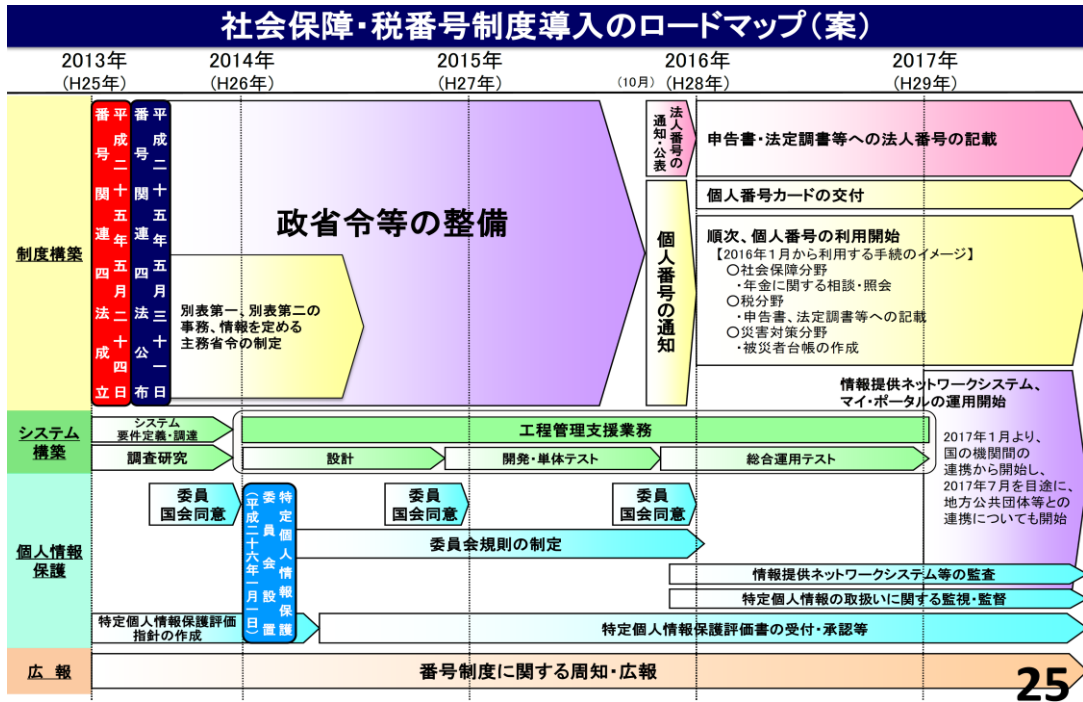 社会保障・税番号制度導入のロードマップ(案)
2013年
(H25年)
2014年
(H26年)
2015年
(H27年)
(10月)
2016年
(H28年)
2017年
(H29年)
制度構築
平成二十五年五月二十四日
番号関連四法成立
平成二十五年五月三十一日
番号関連四法公布
政省令等の整備
別表第一、別表第二の
事務、情報を定める
主務省令の制定
法人番号の
通知・公表
申告書・法定調書等への法人番号の記載
個人番号の通知
個人番号カードの交付
順次、個人番号の利用開始
【2016年1月から利用する手続のイメージ】
○社会保障分野
・年金に関する相談・照会
○税分野
・申告書、法定調書等への記載
○災害対策分野
・被災者台帳の作成
情報提供ネットワークシステム、
マイ・ポータルの運用開始
2017年1月より、
国の機関間の
連携から開始し、
2017年7月を目途に、
地方公共団体等との
連携についても開始
システム
構築
システム
要件定義・調達
工程管理支援業務
調査研究
設計
開発・単体テスト
総合運用テスト
個人情報
保護
委員
国会同意
特定個人情報保護
委員会設置
(平成二十六年一月一日)
委員
国会同意
委員
国会同意
委員会規則の制定
情報提供ネットワークシステム等の監査
特定個人情報の取扱いに関する監視・監督
特定個人情報保護評価
指針の作成
特定個人情報保護評価書の受付・承認等
広 報
番号制度に関する周知・広報
25